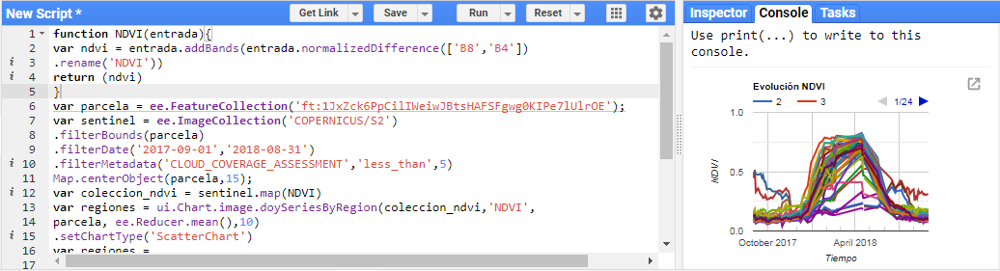 New Script *
Get Link
Save
Run
Reset
Inspector
Console
Tasks
1 function NDVI(entrada){
2 var ndvi = entrada.addBands(entrada.normalizedDifference(['B8','B4'])
i 3 .rename('NDVI'))
i 4 return (ndvi)
5 }
6 var parcela = ee.FeatureCollection('ft:1JxZck6PpCilIWeiwJBtsHAFSFgwg0KIPe7lUlrOE');
7 var sentinel = ee.ImageCollection('COPERNICUS/S2')
8 .filterBounds(parcela)
9 .filterDate('2017-09-01','2018-08-31')
i 10 .filterMetadata('CLOUD_COVERAGE_ASSESSMENT','less_than',5)
11 Map.centerObject(parcela,15);
i 12 var coleccion_ndvi = sentinel.map(NDVI)
13 var regiones = ui.Chart.image.doySeriesByRegion(coleccion_ndvi,'NDVI',
14 parcela, ee.Reducer.mean(),10)
i 15 .setChartType('ScatterChart')
16 var regiones =
17
Use print(...) to write to this
console.
Evolución NDVI
2
3
1/24
1.0
0.5
0.0
NDVI
October 2017
April 2018
Tiempo